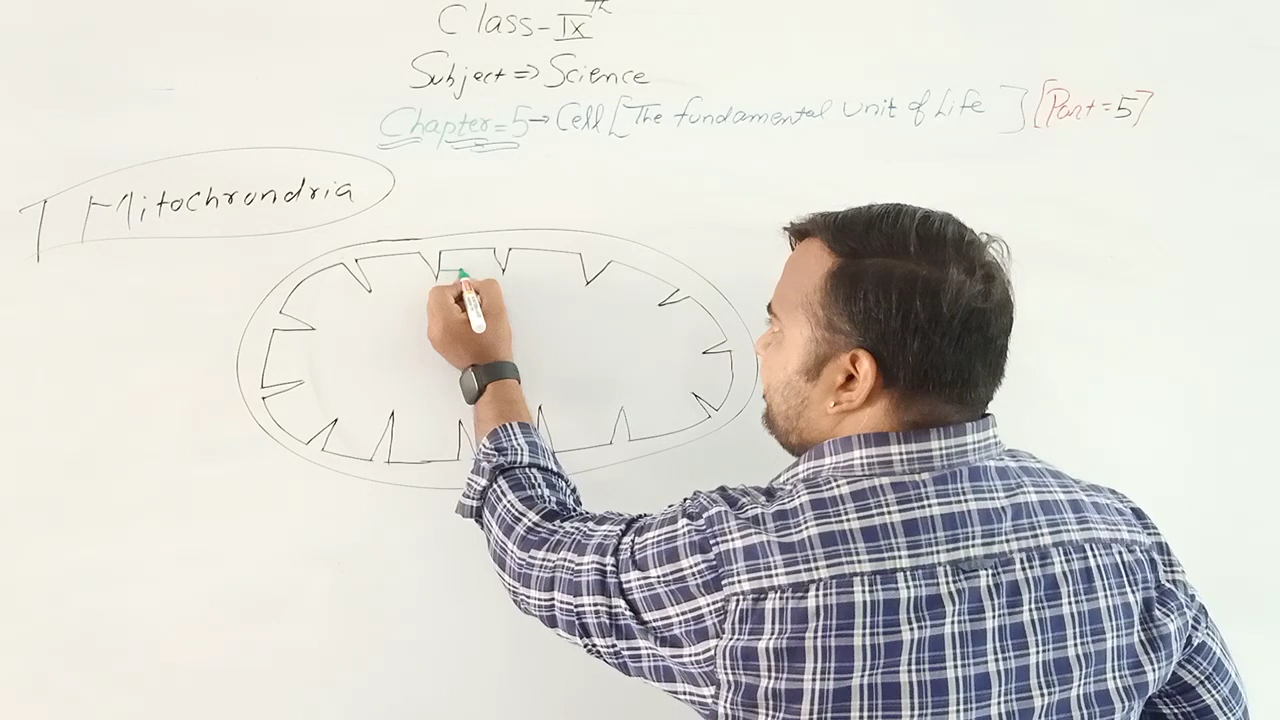 Class-IXth
Subject => Science
Chapter=5→ Cell [The fundamental Unit of Life] [Part=5]
Mitochrondria